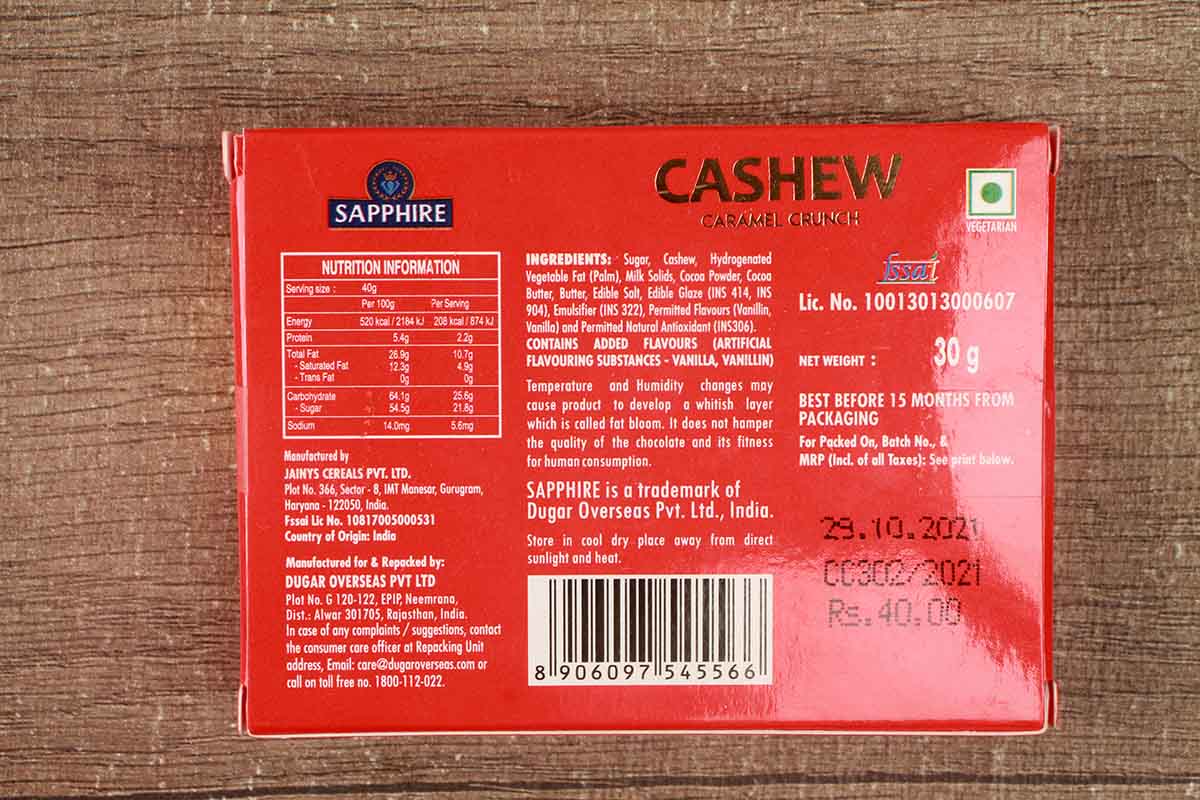 SAPPHIRE
CASHEW
CARAMEL CRUNCH
VEGETARIAN
NUTRITION INFORMATION
Serving size : 40g
Per 100g Per Serving
Energy 520 kcal / 2184 kJ 208 kcal / 874 kJ
Protein 5.4g 2.2g
Total Fat 26.9g 10.7g
- Saturated Fat 12.3g 4.9g
- Trans Fat 0g 0g
Carbohydrate 64.1g 25.6g
- Sugar 54.5g 21.8g
Sodium 14.0mg 5.6mg
Manufactured by
JAINYS CEREALS PVT. LTD.
Plot No. 366, Sector - 8, IMT Manesar, Gurugram,
Haryana - 122050, India.
Fssai Lic No. 10817005000531
Country of Origin: India
Manufactured for & Repacked by:
DUGAR OVERSEAS PVT LTD
Plot No. G 120-122, EPIP, Neemrana,
Dist.: Alwar 301705, Rajasthan, India.
In case of any complaints / suggestions, contact
the consumer care officer at Repacking Unit
address, Email: care@dugaroverseas.com or
call on toll free no. 1800-112-022.
INGREDIENTS: Sugar, Cashew, Hydrogenated
Vegetable Fat (Palm), Milk Solids, Cocoa Powder, Cocoa
Butter, Butter, Edible Salt, Edible Glaze (INS 414, INS
904), Emulsifier (INS 322), Permitted Flavours (Vanillin,
Vanilla) and Permitted Natural Antioxidant (INS306).
CONTAINS ADDED FLAVOURS (ARTIFICIAL
FLAVOURING SUBSTANCES - VANILLA, VANILLIN)
Temperature and Humidity changes may
cause product to develop a whitish layer
which is called fat bloom. It does not hamper
the quality of the chocolate and its fitness
for human consumption.
SAPPHIRE is a trademark of
Dugar Overseas Pvt. Ltd., India.
Store in cool dry place away from direct
sunlight and heat.
8 906097 545566
fssai
Lic. No. 10013013000607
NET WEIGHT : 30 g
BEST BEFORE 15 MONTHS FROM
PACKAGING
For Packed On, Batch No., &
MRP (Incl. of all Taxes): See print below.
29.10.2021
CC302/2021
Rs.40.00